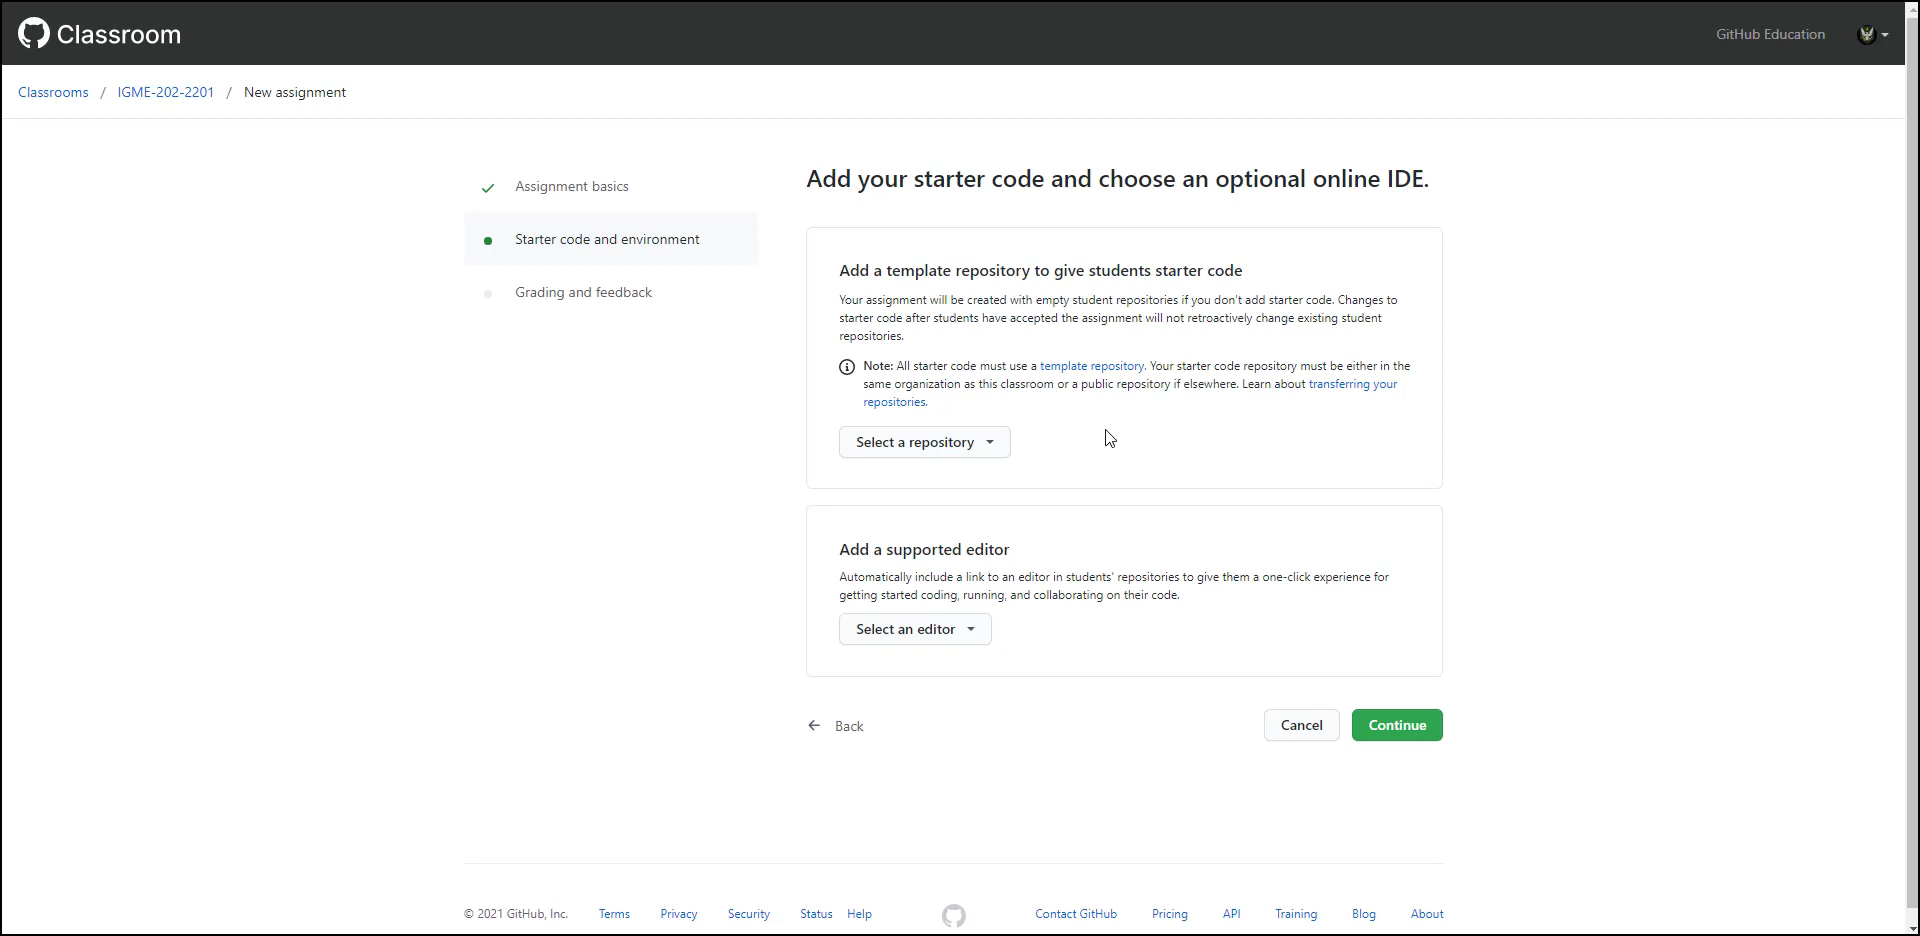 Classroom
GitHub Education
Classrooms / IGME-202-2201 / New assignment
Assignment basics
Starter code and environment
Grading and feedback
Add your starter code and choose an optional online IDE.
Add a template repository to give students starter code
Your assignment will be created with empty student repositories if you don't add starter code. Changes to
starter code after students have accepted the assignment will not retroactively change existing student
repositories.
Note: All starter code must use a template repository. Your starter code repository must be either in the
same organization as this classroom or a public repository if elsewhere. Learn about transferring your
repositories.
Select a repository
Add a supported editor
Automatically include a link to an editor in students' repositories to give them a one-click experience for
getting started coding, running, and collaborating on their code.
Select an editor
Back
Cancel
Continue
© 2021 GitHub, Inc. Terms Privacy Security Status Help Contact GitHub Pricing API Training Blog About